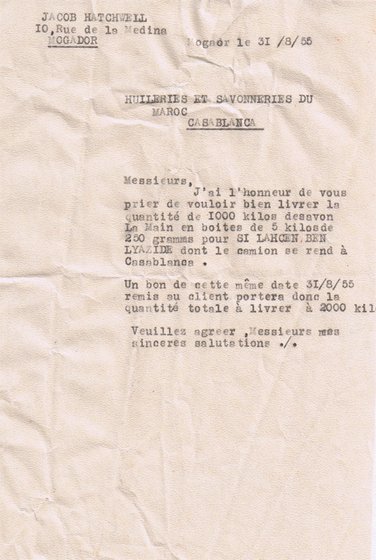 JACOB HATCHWELL
IO,Rue de la Medina
MOGADOR
Mogador le 3I /8/55
HUILERIES ET SAVONNERIES DU
MAROC
CASABLANCA
Messieurs,
J'ai l'honneur de vous
prier de vouloir bien livrer la
quantité de I000 kilos desavon
La Main en boites de 5 kilosde
250 gramms pour SI LAHCEN BEN
LYAZIDE dont le camion se rend à
Casablanca .
Un bon de cette même date 3I/8/55
remis au client portera donc la
quantité totale à livrer à 2000 kil
Veuillez agreer ,Messieurs mes
sinceres salutations ./.